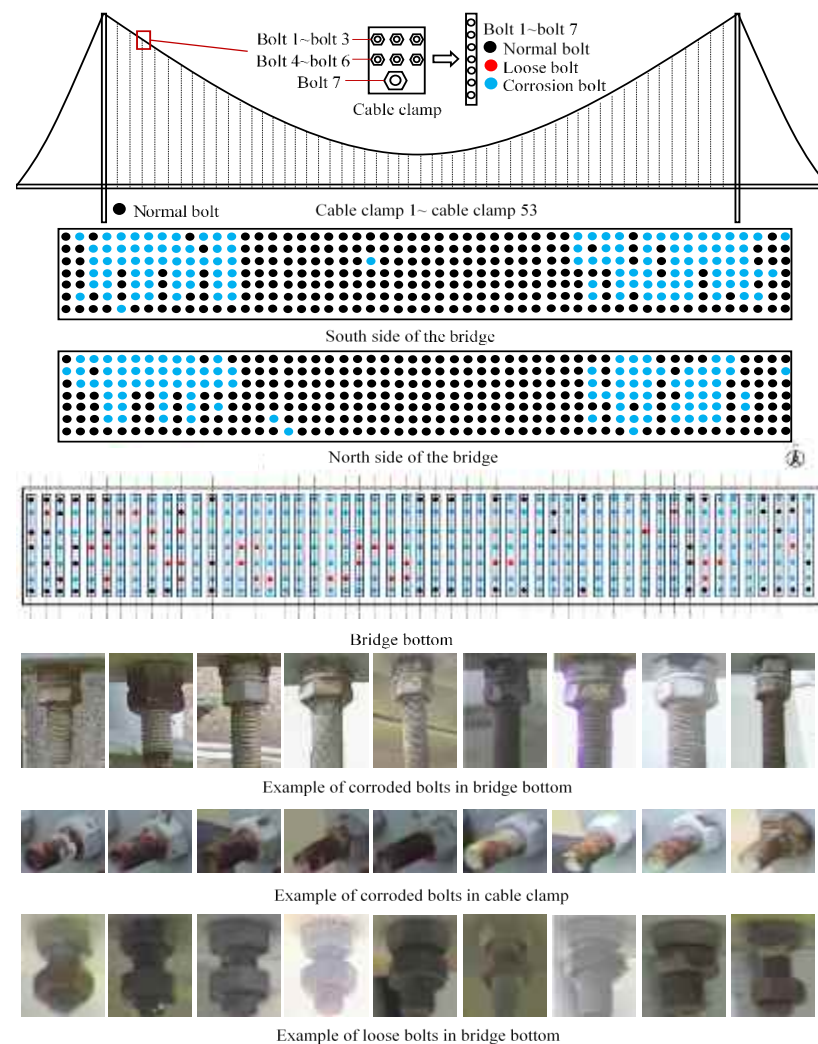 Bolt 1~bolt 3
Bolt 4~bolt 6
Bolt 7
Cable clamp
Bolt 1~bolt 7
Normal bolt
Loose bolt
Corrosion bolt
Normal bolt
Cable clamp 1~ cable clamp 53
South side of the bridge
North side of the bridge
Bridge bottom
Example of corroded bolts in bridge bottom
Example of corroded bolts in cable clamp
Example of loose bolts in bridge bottom